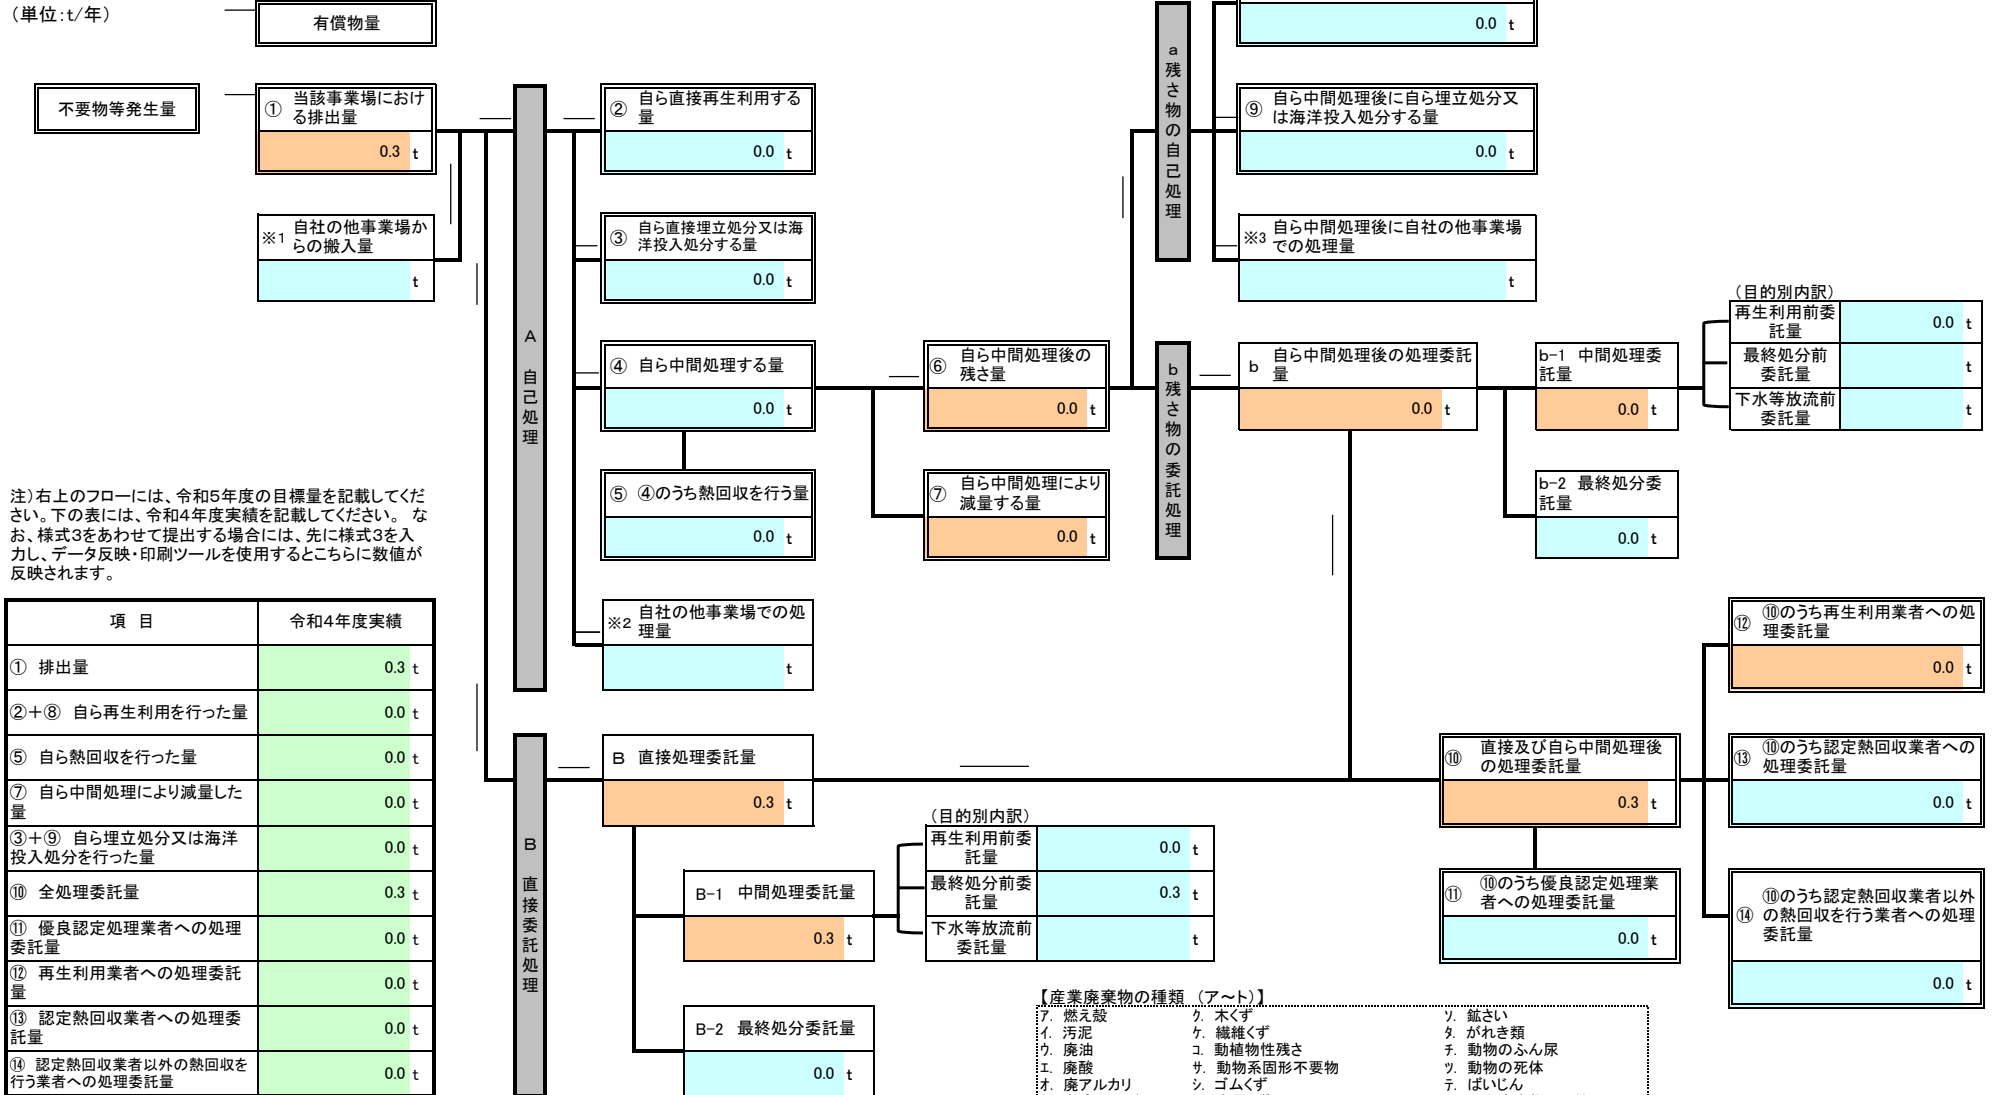 （単位：t/年）
有償物量
不要物等発生量
① 当該事業場におけ
る排出量
0.3 t
※1 自社の他事業場か
らの搬入量
t
A 自己処理
② 自ら直接再生利用する
量
0.0 t
③ 自ら直接埋立処分又は海
洋投入処分する量
0.0 t
④ 自ら中間処理する量
0.0 t
⑤ ④のうち熱回収を行う量
0.0 t
※2 自社の他事業場での処
理量
t
⑥ 自ら中間処理後の
残さ量
0.0 t
⑦ 自ら中間処理により
減量する量
0.0 t
a 残さ物の自己処理
0.0 t
⑨ 自ら中間処理後に自ら埋立処分又
は海洋投入処分する量
0.0 t
※3 自ら中間処理後に自社の他事業場
での処理量
t
b 残さ物の委託処理
b 自ら中間処理後の処理委託
量
0.0 t
b-1 中間処理委
託量
0.0 t
b-2 最終処分委
託量
0.0 t
（目的別内訳）
再生利用前委
託量
0.0 t
最終処分前
委託量
t
下水等放流前
委託量
t
注）右上のフローには、令和5年度の目標量を記載してくだ
さい。下の表には、令和4年度実績を記載してください。 な
お、様式3をあわせて提出する場合には、先に様式3を入
力し、データ反映・印刷ツールを使用するとこちらに数値が
反映されます。
項 目 令和4年度実績
① 排出量 0.3 t
②＋⑧ 自ら再生利用を行った量 0.0 t
⑤ 自ら熱回収を行った量 0.0 t
⑦ 自ら中間処理により減量した
量 0.0 t
③＋⑨ 自ら埋立処分又は海洋
投入処分を行った量 0.0 t
⑩ 全処理委託量 0.3 t
⑪ 優良認定処理業者への処理
委託量 0.0 t
⑫ 再生利用業者への処理委託
量 0.0 t
⑬ 認定熱回収業者への処理委
託量 0.0 t
⑭ 認定熱回収業者以外の熱回収を
行う業者への処理委託量 0.0 t
B 直接委託処理
B 直接処理委託量
0.3 t
B-1 中間処理委託量
0.3 t
B-2 最終処分委託量
0.0 t
（目的別内訳）
再生利用前委
託量
0.0 t
最終処分前委
託量
0.3 t
下水等放流前
委託量
t
⑩ 直接及び自ら中間処理後
の処理委託量
0.3 t
⑪ ⑩のうち優良認定処理業
者への処理委託量
0.0 t
⑫ ⑩のうち再生利用業者への処
理委託量
0.0 t
⑬ ⑩のうち認定熱回収業者への
処理委託量
0.0 t
⑭ ⑩のうち認定熱回収業者以外
の熱回収を行う業者への処理
委託量
0.0 t
【産業廃棄物の種類 （ア～ト）】
ア. 燃え殻 ク. 木くず ソ. 鉱さい
イ. 汚泥 ケ. 繊維くず タ. がれき類
ウ. 廃油 コ. 動植物性残さ チ. 動物のふん尿
エ. 廃酸 サ. 動物系固形不要物 ツ. 動物の死体
オ. 廃アルカリ シ. ゴムくず テ. ばいじん